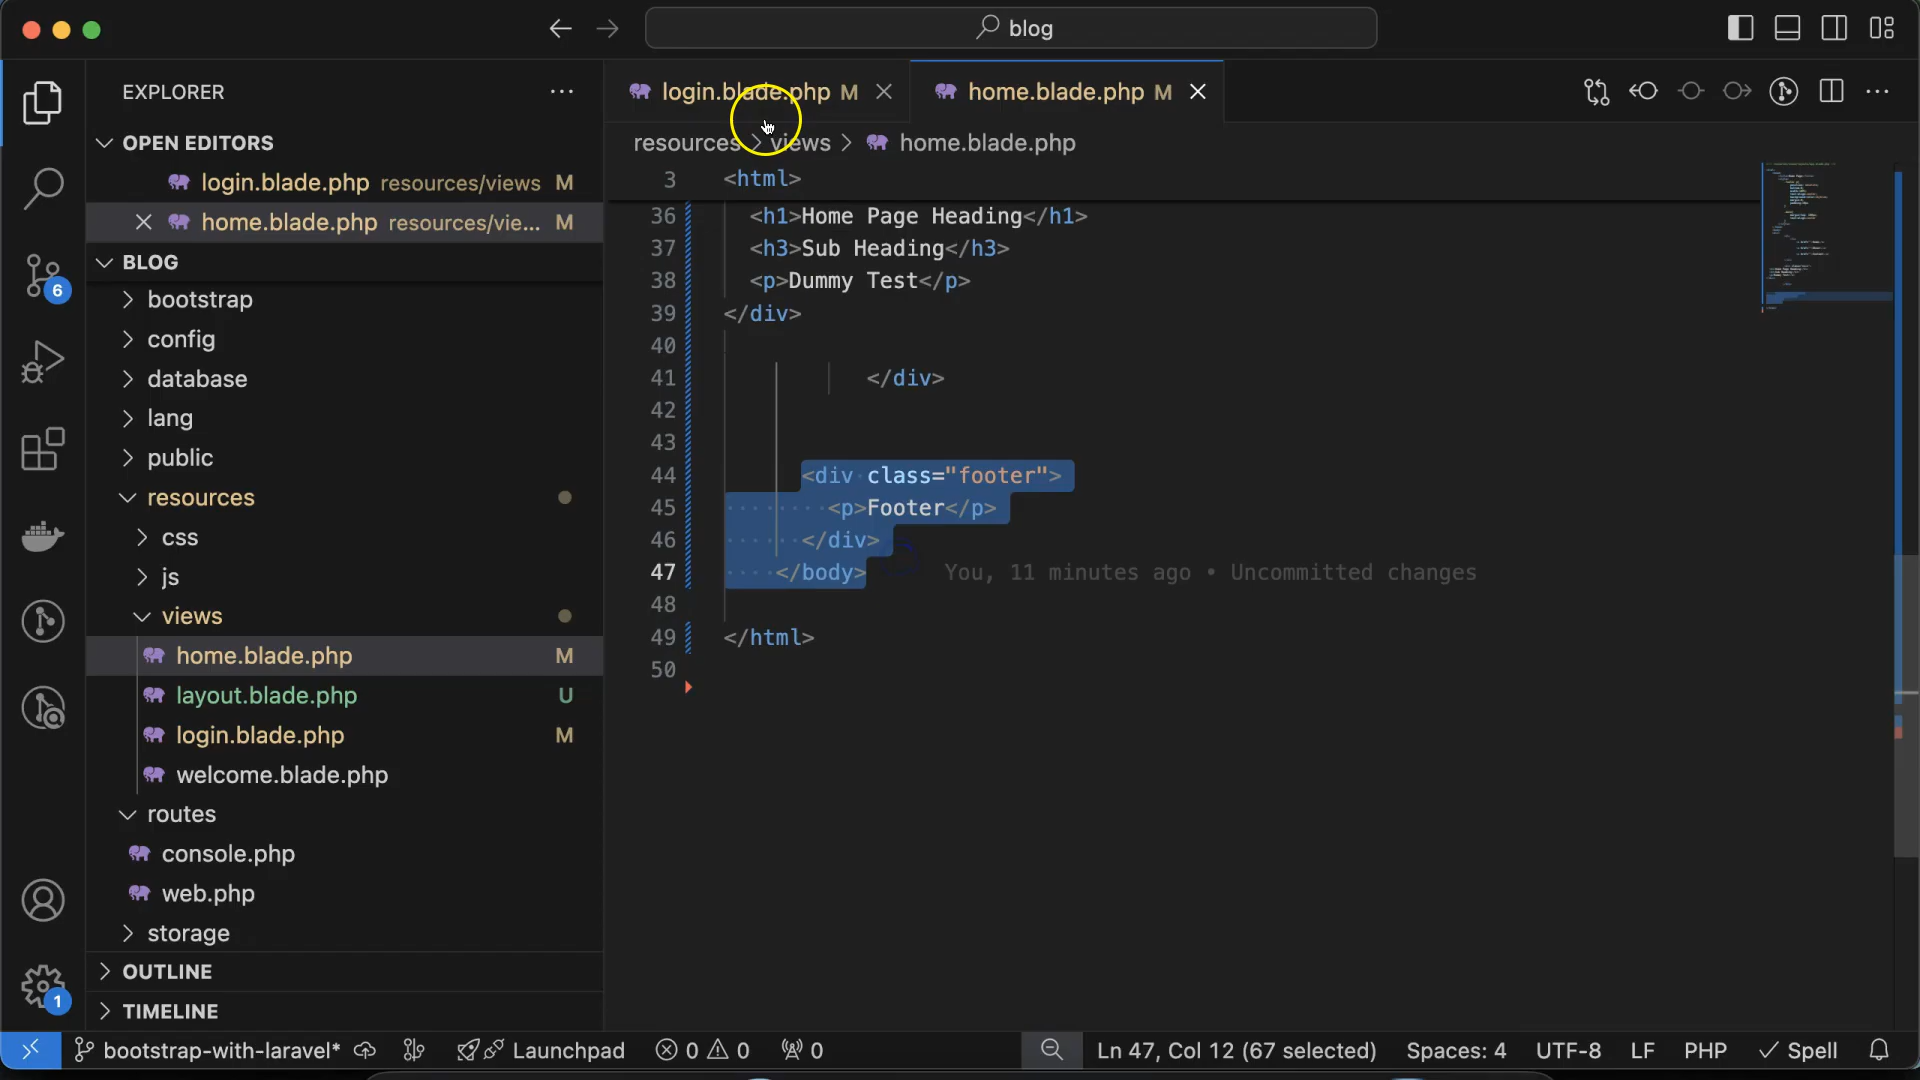 blog
EXPLORER
login.blade.php M
home.blade.php M
OPEN EDITORS
resources > views > home.blade.php
login.blade.php resources/views M
home.blade.php resources/vie... M
BLOG
bootstrap
config
database
lang
public
resources
css
js
views
home.blade.php M
layout.blade.php U
login.blade.php M
welcome.blade.php
routes
console.php
web.php
storage
OUTLINE
TIMELINE
3 <html>
36 <h1>Home Page Heading</h1>
37 <h3>Sub Heading</h3>
38 <p>Dummy Test</p>
39 </div>
40
41 </div>
42
43
44 <div class="footer">
45 <p>Footer</p>
46 </div>
47 </body> You, 11 minutes ago • Uncommitted changes
48
49 </html>
50
6
1
bootstrap-with-laravel* Launchpad 0 0 0 Ln 47, Col 12 (67 selected) Spaces: 4 UTF-8 LF PHP Spell